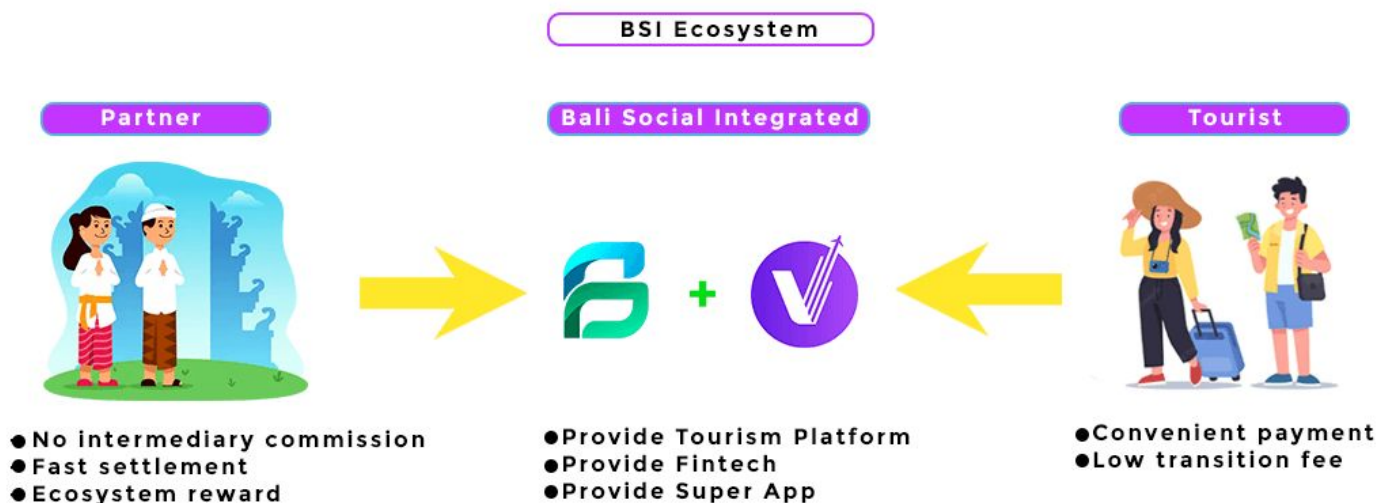 BSI Ecosystem
Partner
Bali Social Integrated
Tourist
No intermediary commission
Fast settlement
Ecosystem reward
Provide Tourism Platform
Provide Fintech
Provide Super App
Convenient payment
Low transition fee